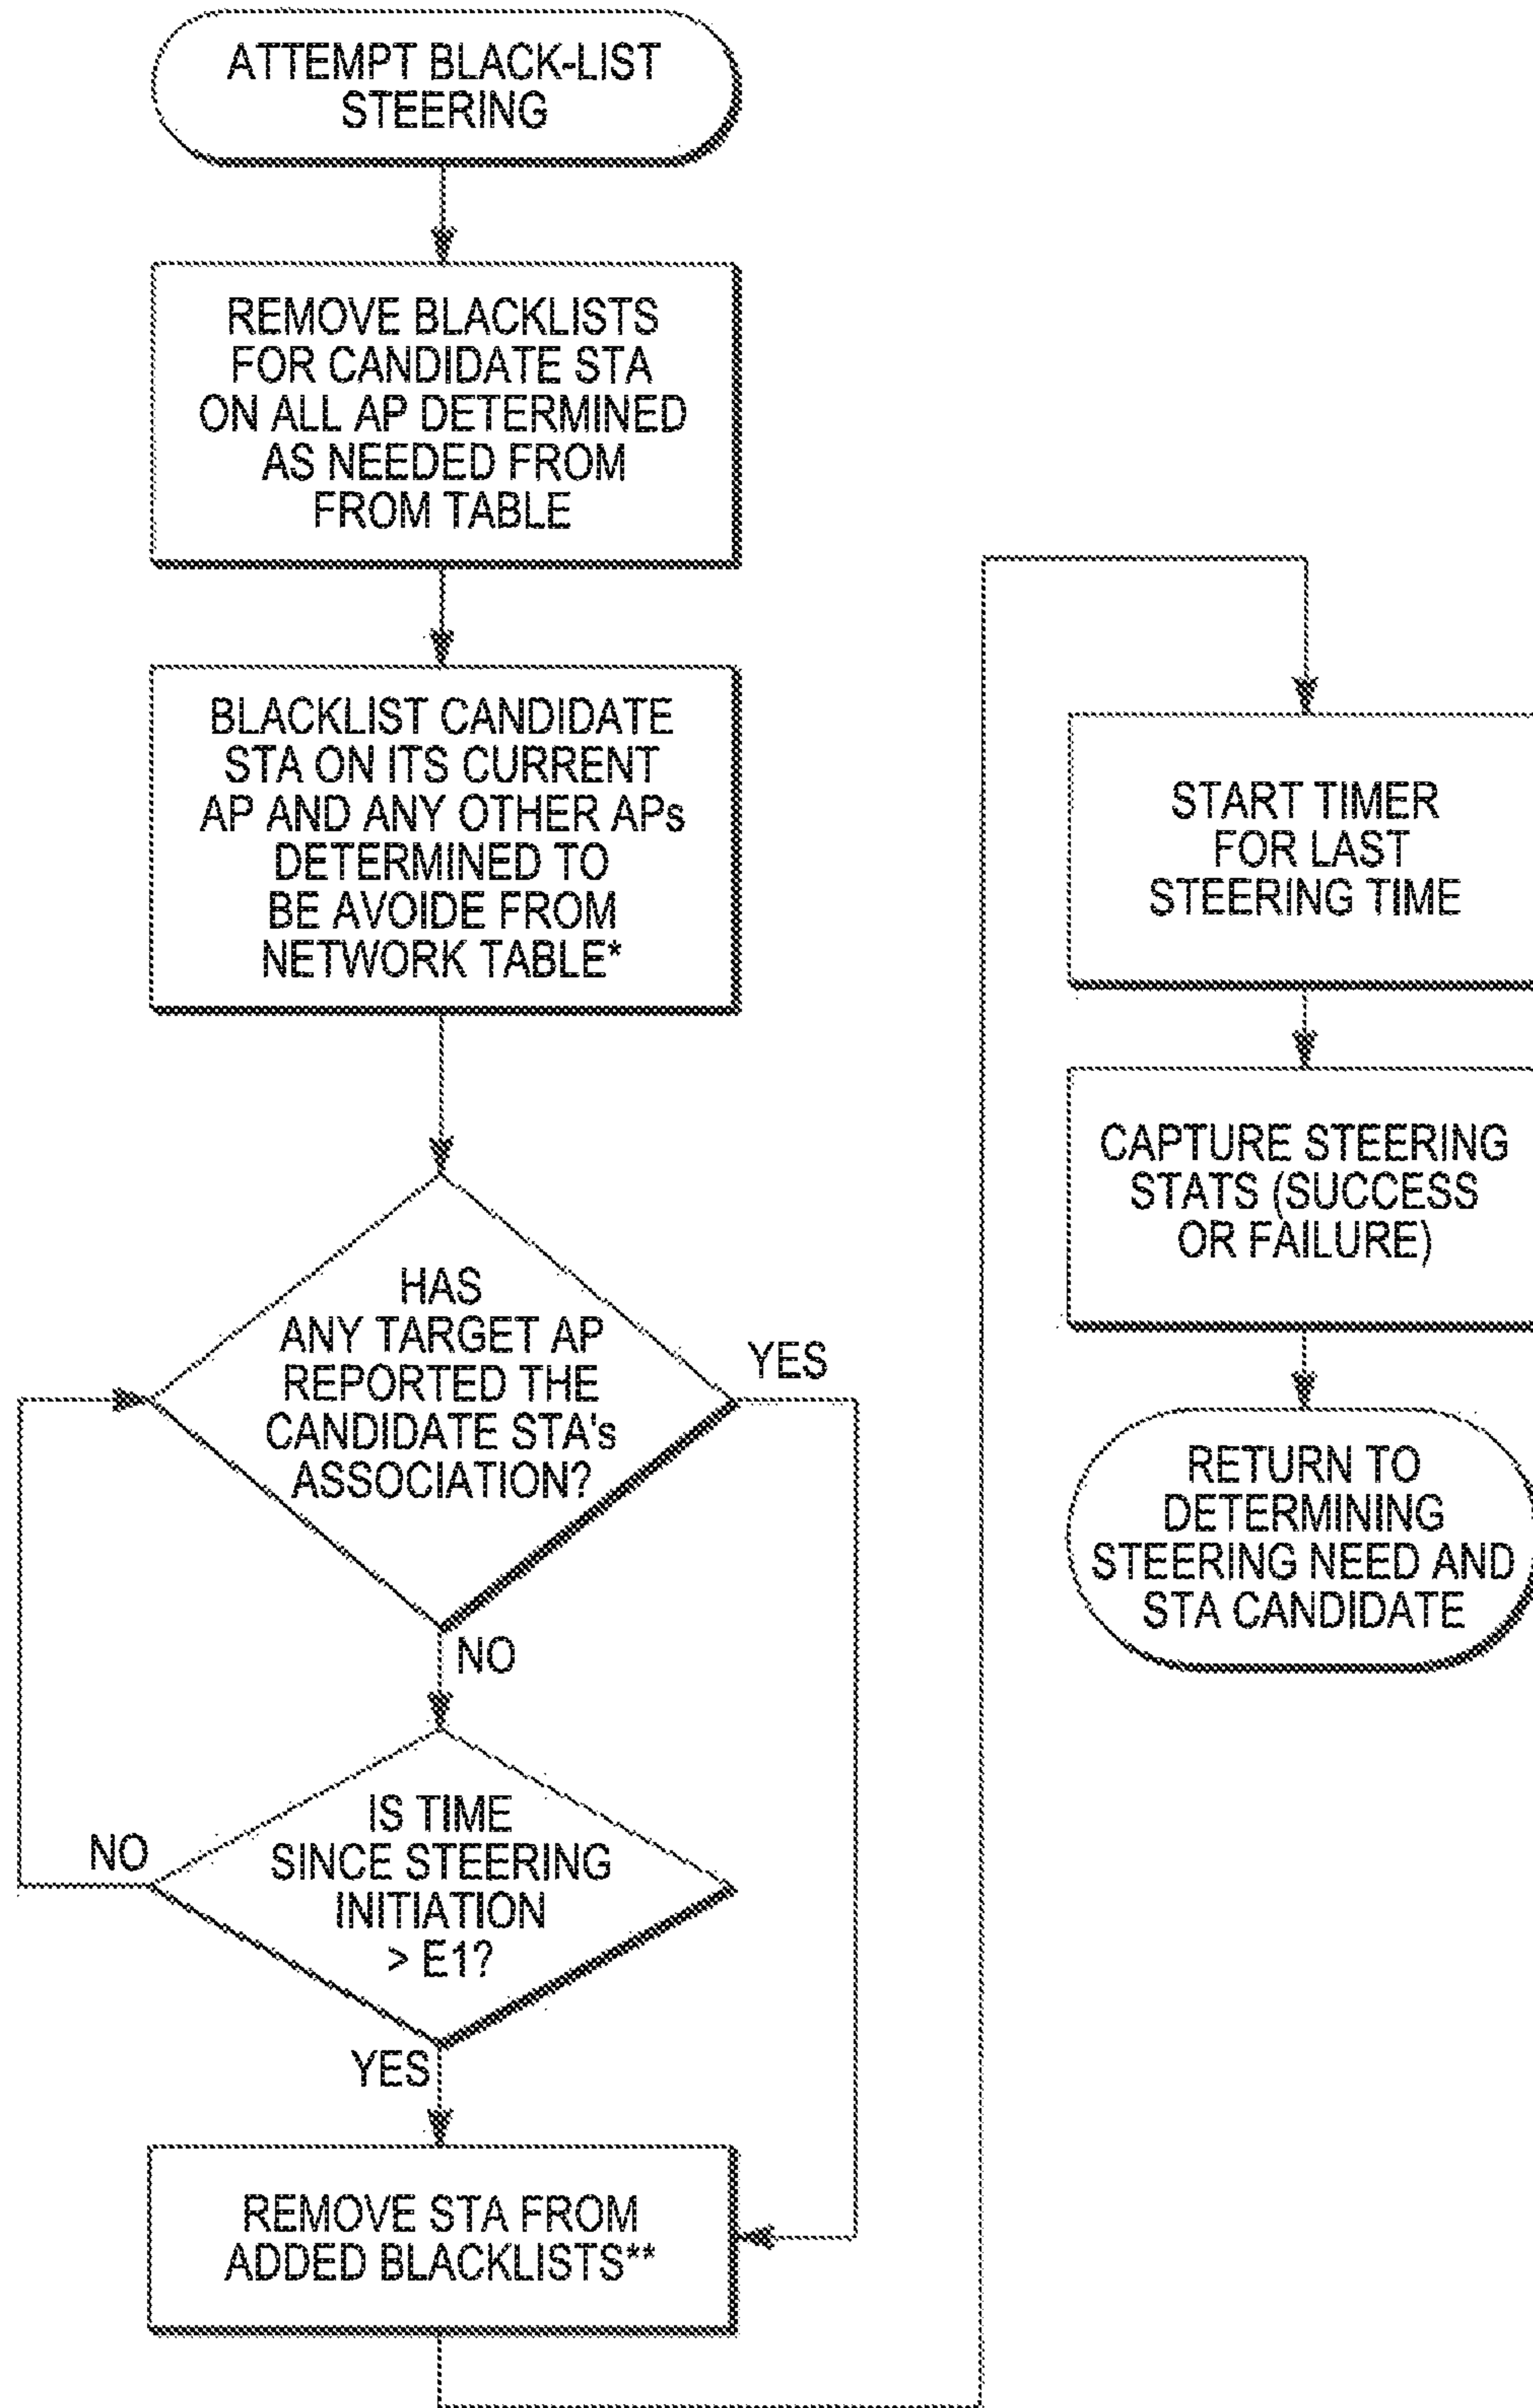 ATTEMPT BLACK-LIST
STEERING
REMOVE BLACKLISTS
FOR CANDIDATE STA
ON ALL AP DETERMINED
AS NEEDED FROM
FROM TABLE
BLACKLIST CANDIDATE
STA ON ITS CURRENT
AP AND ANY OTHER APs
DETERMINED TO
BE AVOIDE FROM
NETWORK TABLE*
HAS
ANY TARGET AP
REPORTED THE
CANDIDATE STA's
ASSOCIATION?
YES
NO
IS TIME
SINCE STEERING
INITIATION
> E1?
NO
YES
REMOVE STA FROM
ADDED BLACKLISTS**
START TIMER
FOR LAST
STEERING TIME
CAPTURE STEERING
STATS (SUCCESS
OR FAILURE)
RETURN TO
DETERMINING
STEERING NEED AND
STA CANDIDATE